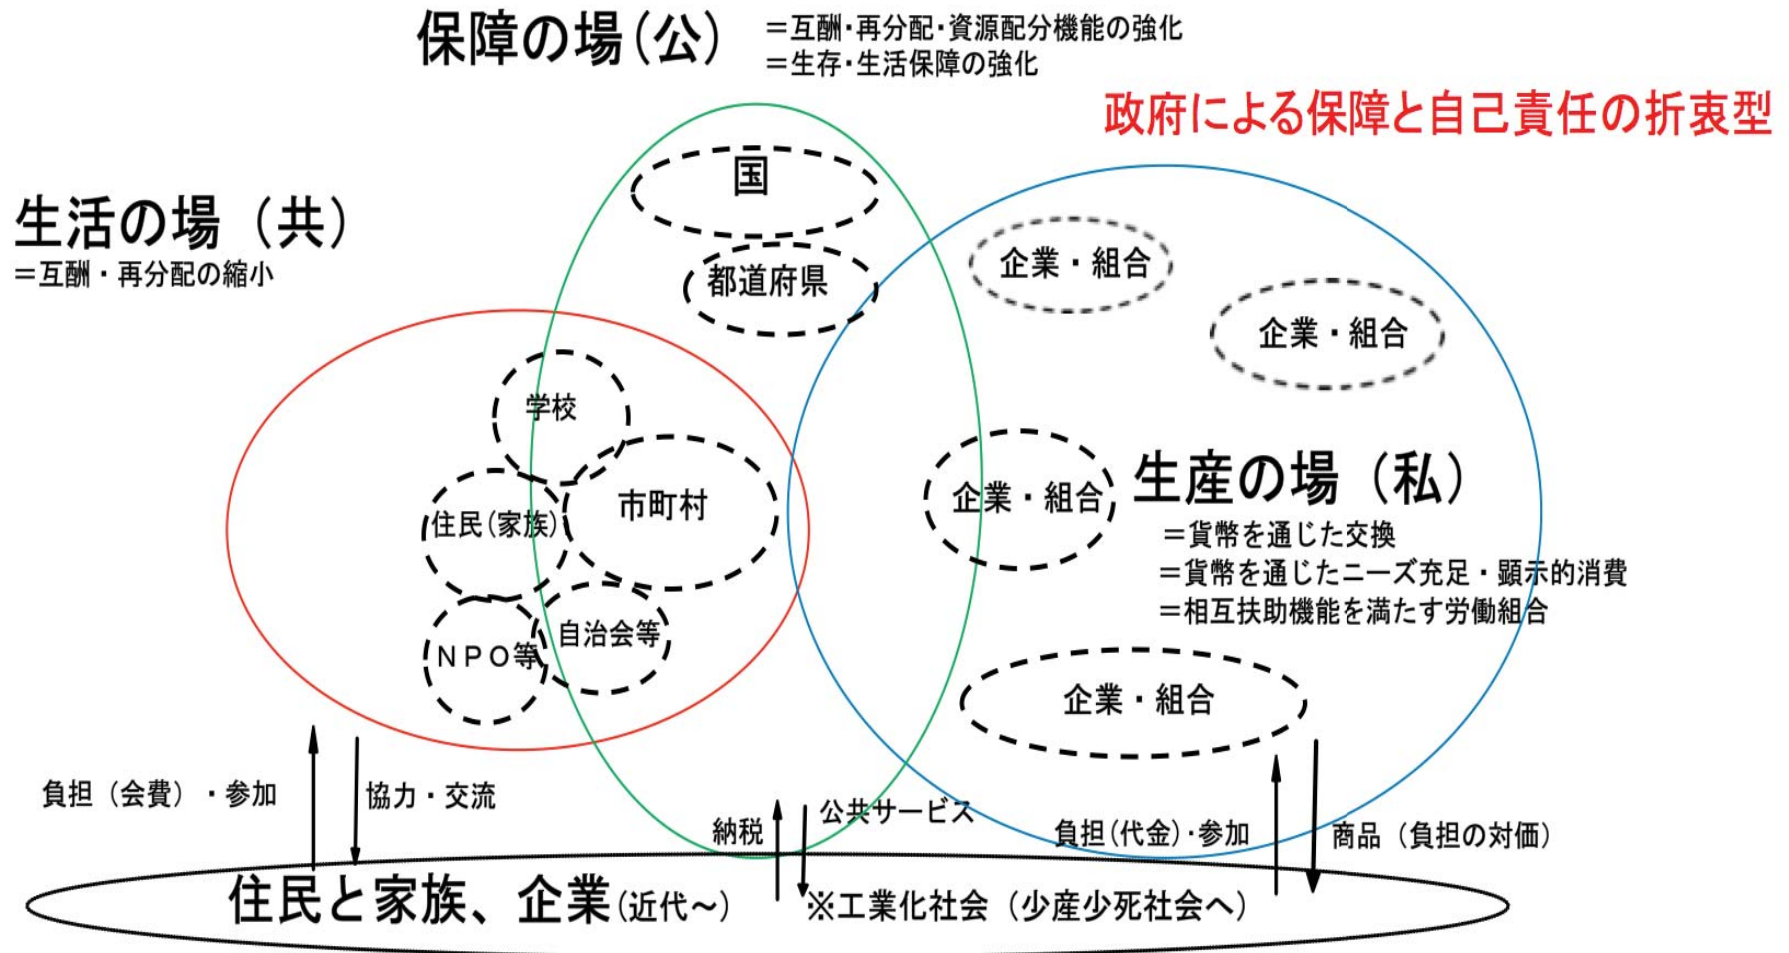 保障の場(公)
=互酬・再分配・資源配分機能の強化
=生存・生活保障の強化
政府による保障と自己責任の折衷型
生活の場（共）
=互酬・再分配の縮小
国
都道府県
企業・組合
企業・組合
学校
住民(家族)
市町村
企業・組合
生産の場（私）
=貨幣を通じた交換
=貨幣を通じたニーズ充足・顕示的消費
=相互扶助機能を満たす労働組合
NPO等
自治会等
企業・組合
負担（会費）・参加
協力・交流
納税
公共サービス
負担(代金)・参加
商品（負担の対価）
住民と家族、企業(近代～)
※工業化社会（少産少死社会へ）